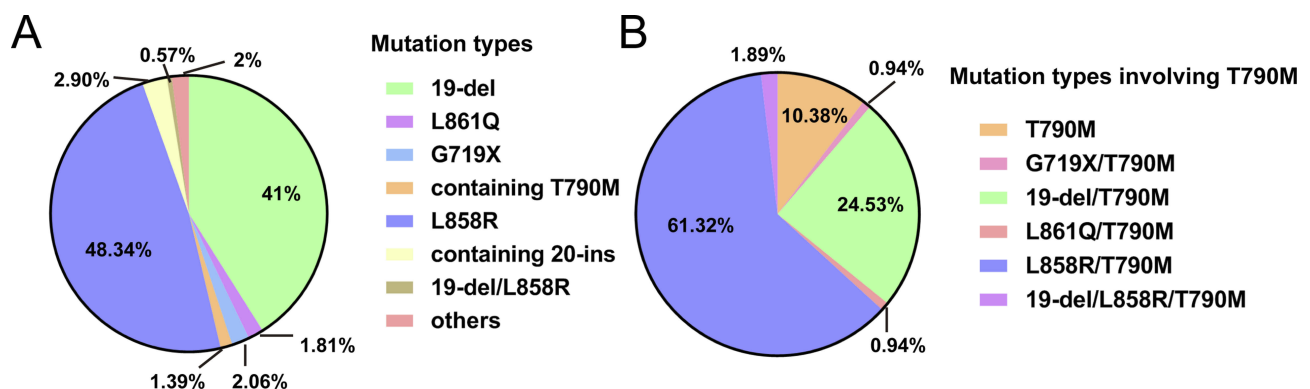 A
0.57%
2%
2.90%
41%
48.34%
1.39%
2.06%
1.81%
Mutation types
19-del
L861Q
G719X
containing T790M
L858R
containing 20-ins
19-del/L858R
others
B
1.89%
0.94%
10.38%
24.53%
61.32%
0.94%
Mutation types involving T790M
T790M
G719X/T790M
19-del/T790M
L861Q/T790M
L858R/T790M
19-del/L858R/T790M